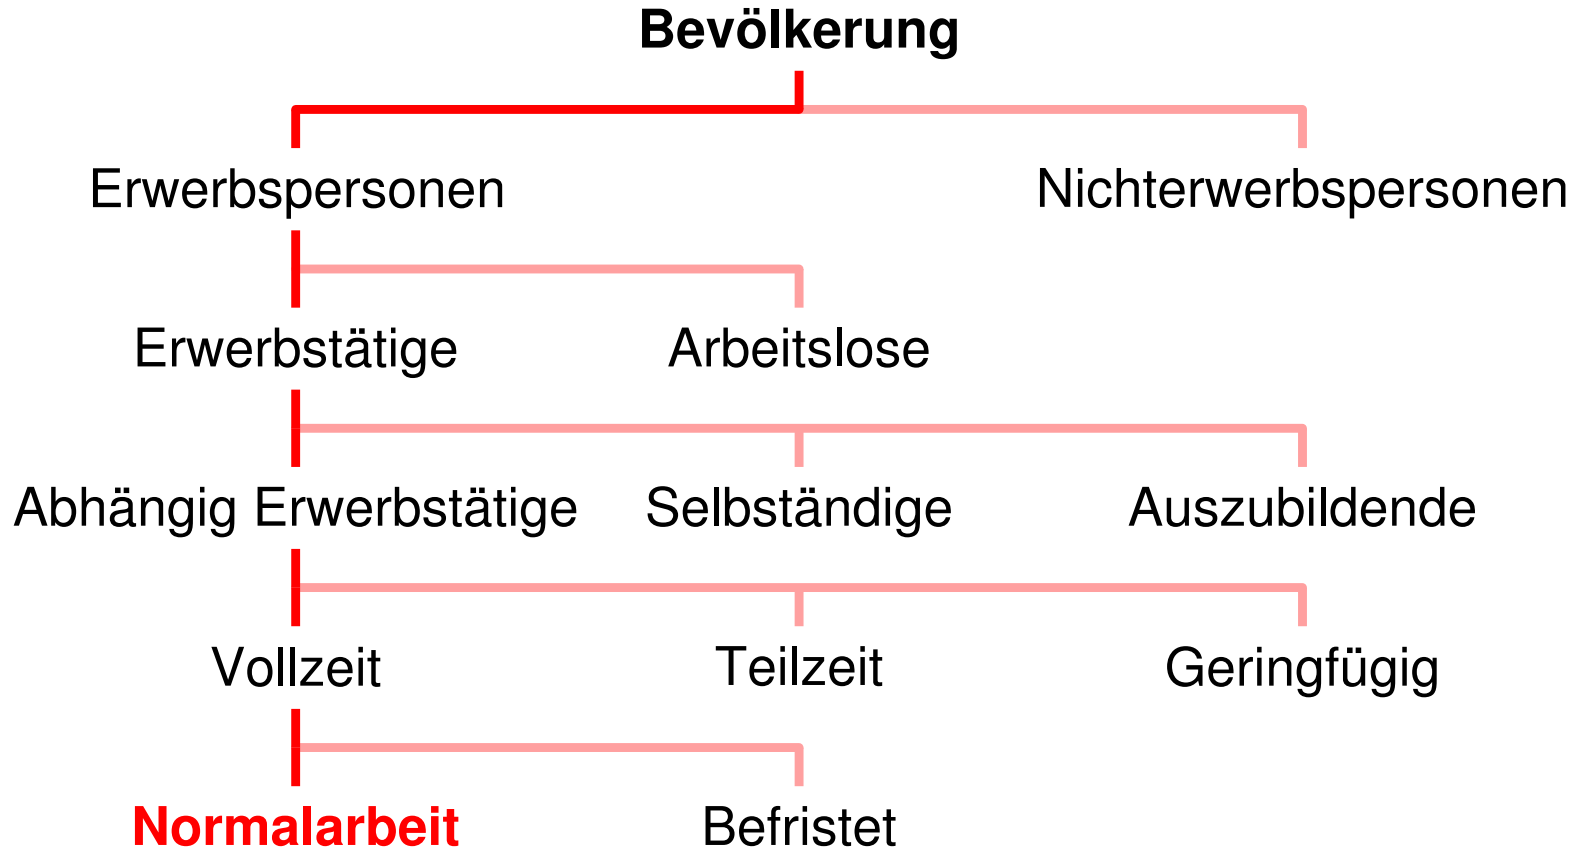 Bevölkerung
Erwerbspersonen Nichterwerbspersonen
Erwerbstätige Arbeitslose
Abhängig Erwerbstätige Selbständige Auszubildende
Vollzeit Teilzeit Geringfügig
Normalarbeit Befristet